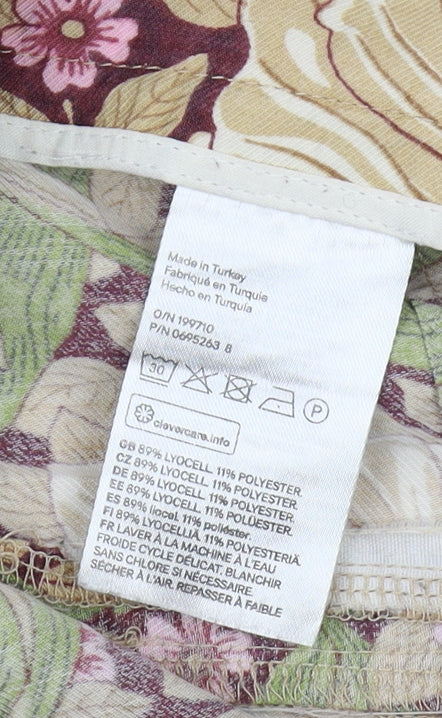 Made in Turkey
Fabriqué en Turquie
Hecho en Turquía
O/N 199710
P/N 0695263 8
30 P
clevercare.info
GB 89% LYOCELL. 11% POLYESTER.
CZ 89% LYOCELL. 11% POLYESTER.
DE 89% LYOCELL. 11% POLYESTER.
EE 89% LYOCELL. 11% POLÜESTER.
ES 89% liocel. 11% poliéster.
FI 89% LYOCELLIÄ. 11% POLYESTERIÄ.
FR LAVER À LA MACHINE À L'EAU
FROIDE CYCLE DÉLICAT. BLANCHIR
SANS CHLORE SI NÉCESSAIRE.
SÉCHER À L'AIR. REPASSER À FAIBLE